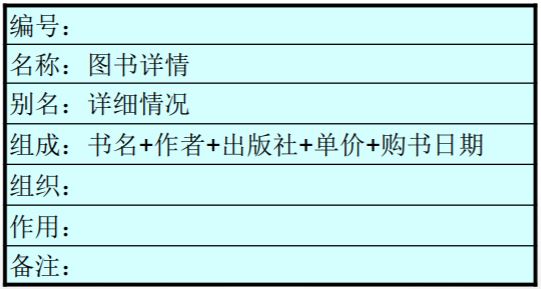 编号：
名称：图书详情
别名：详细情况
组成：书名+作者+出版社+单价+购书日期
组织：
作用：
备注：